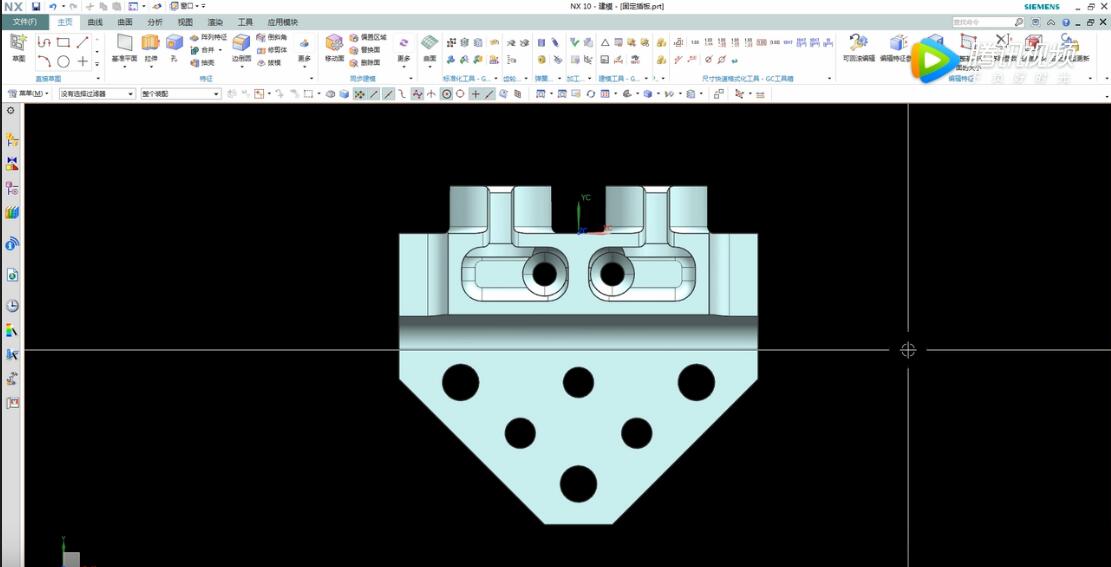 NX
窗口
NX 10 - 建模 - [固定插板.prt]
SIEMENS
文件(F)
主页
曲线
曲面
分析
视图
渲染
工具
应用模块
查找命令
草图
基准平面
拉伸
孔
阵列特征
合并
抽壳
边倒圆
倒斜角
修剪体
拔模
更多
移动面
偏置区域
替换面
删除面
更多
曲面
可回滚编辑
编辑特征参数
腾讯视频
直接草图
特征
同步建模
标准化工具 - G...
齿轮...
弹簧...
加工...
建模工具 - G...
尺寸快速格式化工具 - GC工具箱
编辑特征
菜单(M)
没有选择过滤器
整个装配
YC
XC
ZC
Y